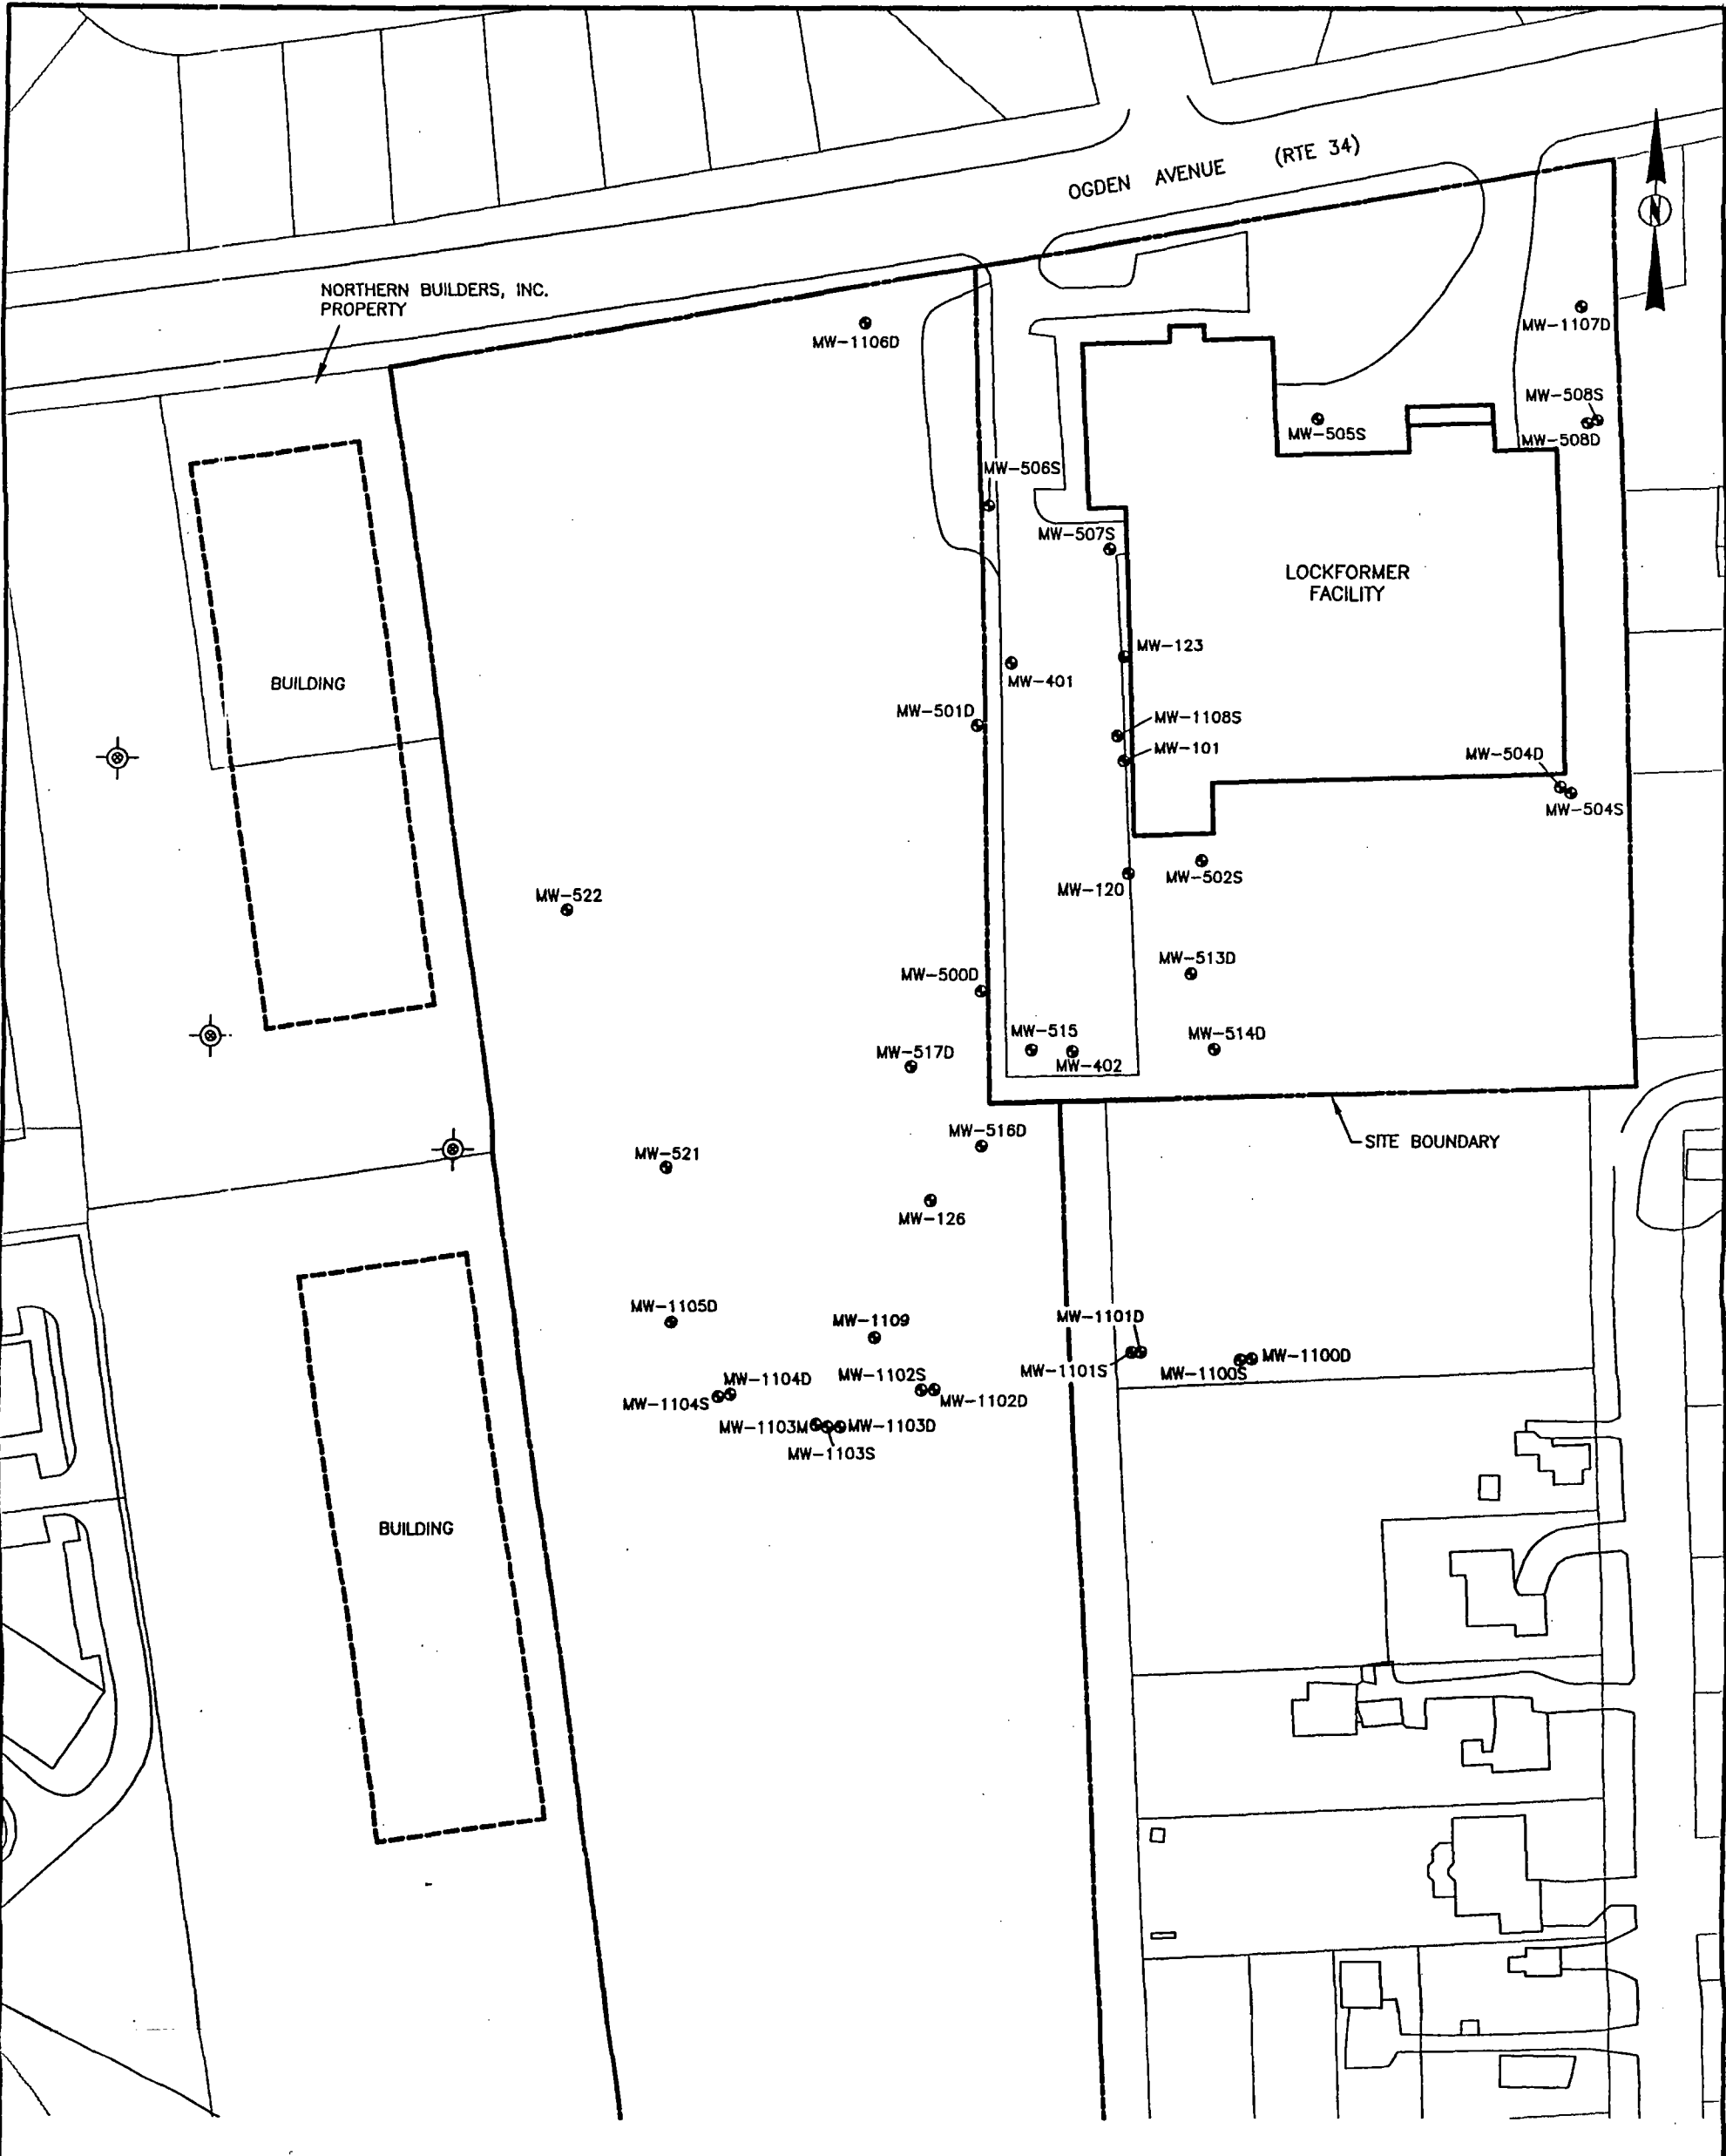 OGDEN AVENUE (RTE 34)
N
NORTHERN BUILDERS, INC.
PROPERTY
MW-1106D
MW-1107D
MW-508S
MW-505S
MW-508D
MW-506S
MW-507S
LOCKFORMER
FACILITY
MW-123
MW-401
BUILDING
MW-501D
MW-1108S
MW-101
MW-504D
MW-504S
MW-502S
MW-120
MW-522
MW-513D
MW-500D
MW-515
MW-514D
MW-517D
MW-402
MW-516D
SITE BOUNDARY
MW-521
MW-126
MW-1105D
MW-1109
MW-1101D
MW-1101S
MW-1100S
MW-1100D
MW-1104D
MW-1102S
MW-1104S
MW-1102D
MW-1103M
MW-1103D
MW-1103S
BUILDING